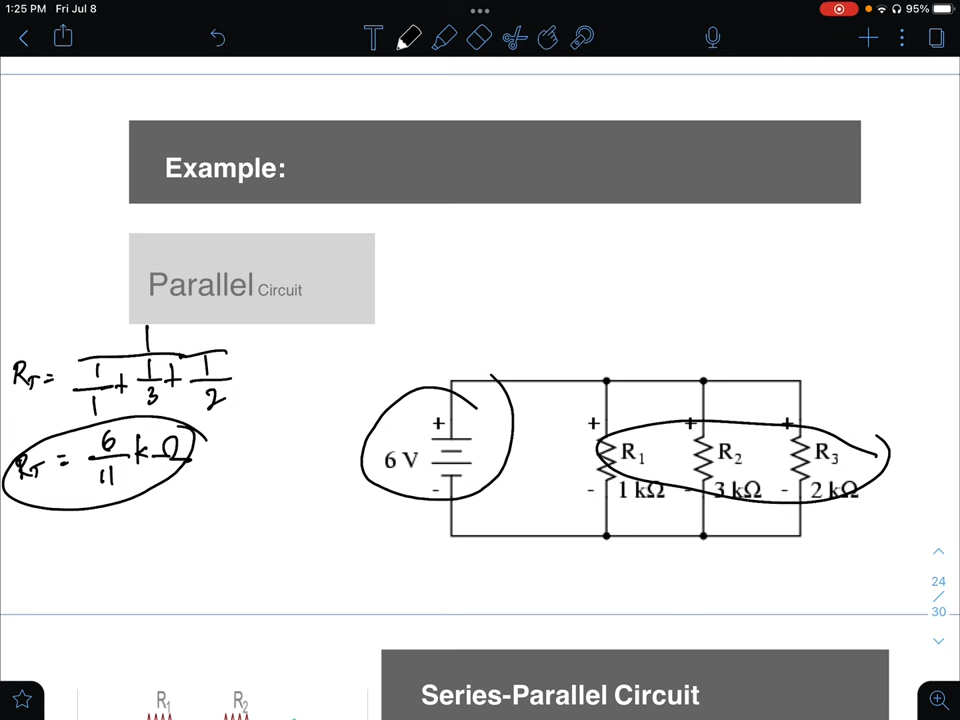 1:25 PM Fri Jul 8
95%
T
Example:
Parallel Circuit
R_T = 1 / (1/1 + 1/3 + 1/2)
R_T = 6/11 kΩ
+ + + +
6 V R₁ R₂ R₃
- - 1 kΩ - 3 kΩ - 2 kΩ
24
/
30
Series-Parallel Circuit
R₁ R₂